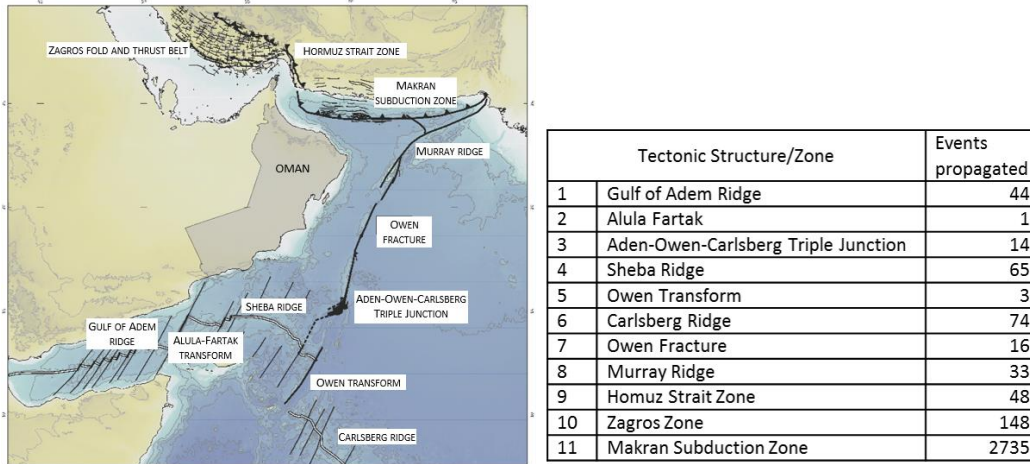 ZAGROS FOLD AND THRUST BELT
HORMUZ STRAIT ZONE
MAKRAN
SUBDUCTION ZONE
MURRAY RIDGE
OMAN
OWEN
FRACTURE
SHEBA RIDGE
ADEN-OWEN-CARLSBERG
TRIPLE JUNCTION
GULF OF ADEM
RIDGE
ALULA-FARTAK
TRANSFORM
OWEN TRANSFORM
CARLSBERG RIDGE
Tectonic Structure/Zone Events
propagated
1 Gulf of Adem Ridge 44
2 Alula Fartak 1
3 Aden-Owen-Carlsberg Triple Junction 14
4 Sheba Ridge 65
5 Owen Transform 3
6 Carlsberg Ridge 74
7 Owen Fracture 16
8 Murray Ridge 33
9 Homuz Strait Zone 48
10 Zagros Zone 148
11 Makran Subduction Zone 2735